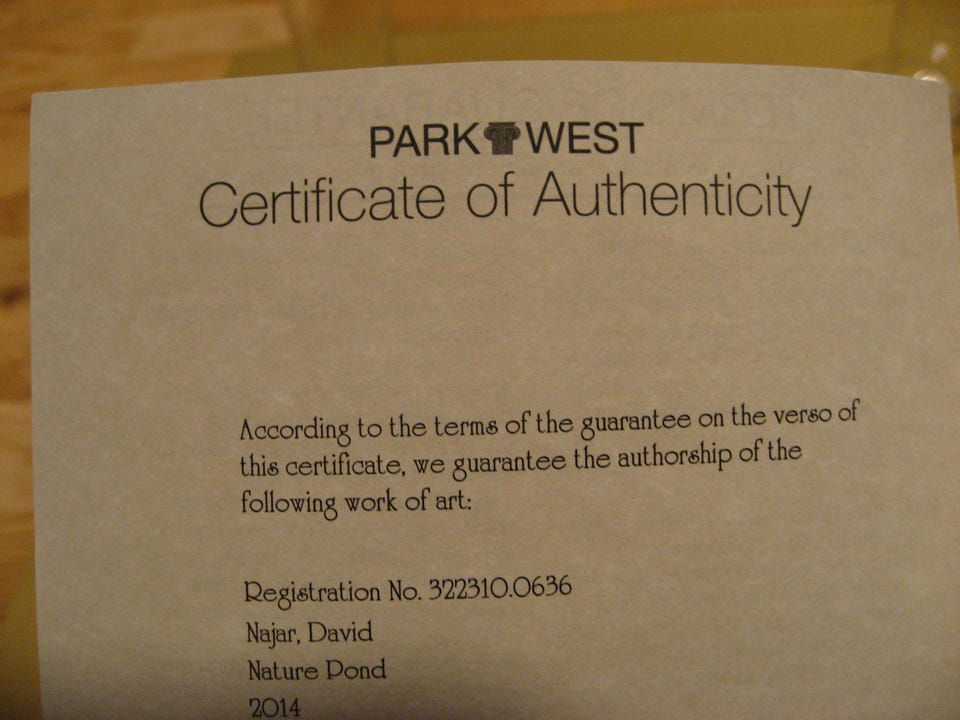 PARK WEST
Certificate of Authenticity
According to the terms of the guarantee on the verso of
this certificate, we guarantee the authorship of the
following work of art:
Registration No. 322310.0636
Najar, David
Nature Pond
2014